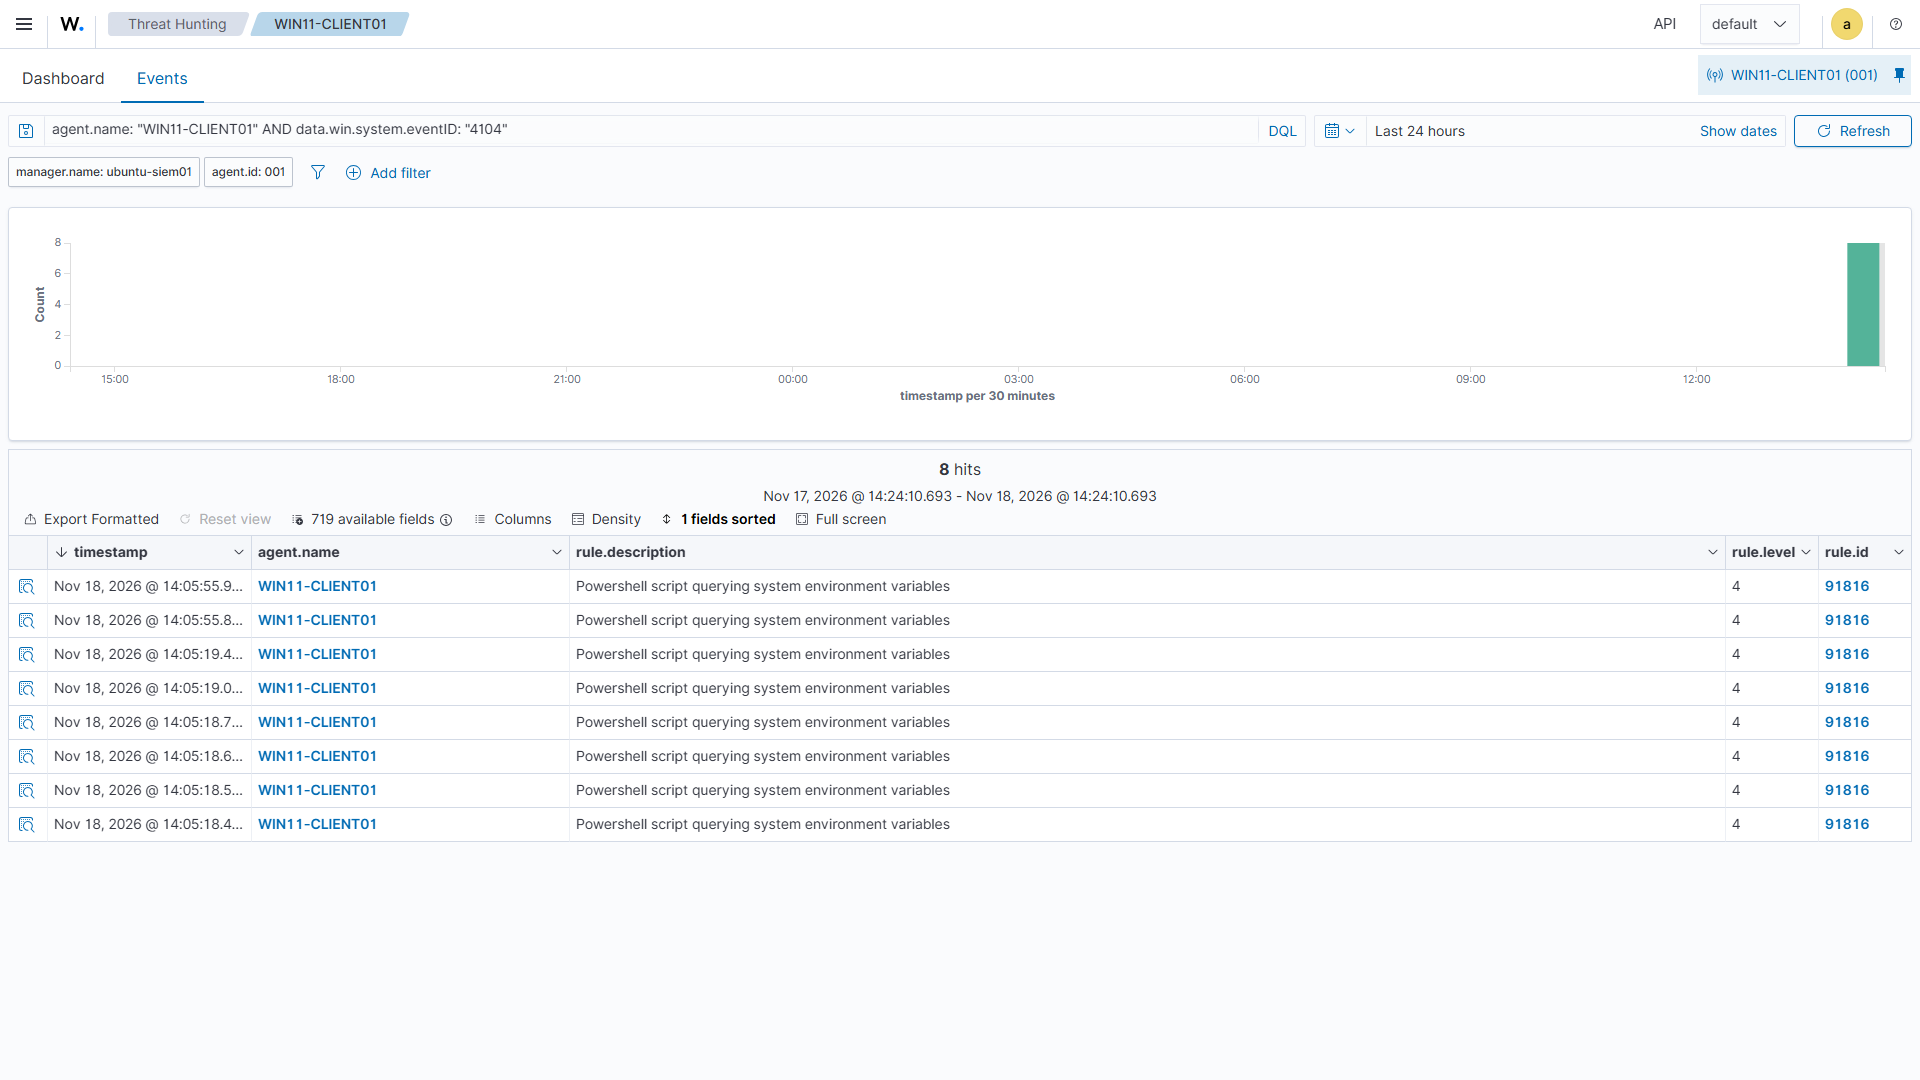 W. Threat Hunting WIN11-CLIENT01 API default a
Dashboard Events WIN11-CLIENT01 (001)
agent.name: "WIN11-CLIENT01" AND data.win.system.eventID: "4104" DQL Last 24 hours Show dates Refresh
manager.name: ubuntu-siem01 agent.id: 001 Add filter
8
6
4
2
0
Count
15:00 18:00 21:00 00:00 03:00 06:00 09:00 12:00
timestamp per 30 minutes
8 hits
Nov 17, 2026 @ 14:24:10.693 - Nov 18, 2026 @ 14:24:10.693
Export Formatted Reset view 719 available fields Columns Density 1 fields sorted Full screen
timestamp agent.name rule.description rule.level rule.id
Nov 18, 2026 @ 14:05:55.9... WIN11-CLIENT01 Powershell script querying system environment variables 4 91816
Nov 18, 2026 @ 14:05:55.8... WIN11-CLIENT01 Powershell script querying system environment variables 4 91816
Nov 18, 2026 @ 14:05:19.4... WIN11-CLIENT01 Powershell script querying system environment variables 4 91816
Nov 18, 2026 @ 14:05:19.0... WIN11-CLIENT01 Powershell script querying system environment variables 4 91816
Nov 18, 2026 @ 14:05:18.7... WIN11-CLIENT01 Powershell script querying system environment variables 4 91816
Nov 18, 2026 @ 14:05:18.6... WIN11-CLIENT01 Powershell script querying system environment variables 4 91816
Nov 18, 2026 @ 14:05:18.5... WIN11-CLIENT01 Powershell script querying system environment variables 4 91816
Nov 18, 2026 @ 14:05:18.4... WIN11-CLIENT01 Powershell script querying system environment variables 4 91816